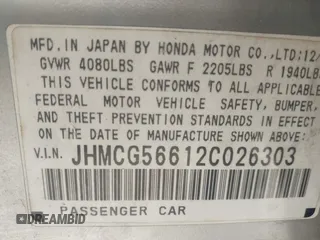 MFD. IN JAPAN BY HONDA MOTOR CO.,LTD;12/
GVWR 4080LBS GAWR F 2205LBS R 1940LBS
THIS VEHICLE CONFORMS TO ALL APPLICABLE
FEDERAL MOTOR VEHICLE SAFETY, BUMPER,
AND THEFT PREVENTION STANDARDS IN EFFECT
ON THE DATE OF MANUFACTURE SHOWN ABOVE.
V.I.N. JHMCG56612C026303
PASSENGER CAR
DREAMBID